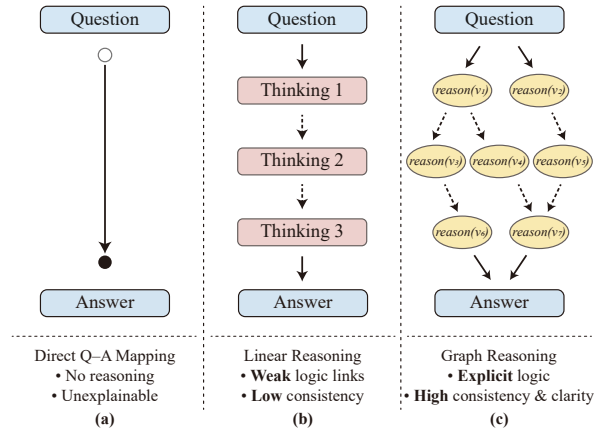 Question
Answer
Direct Q–A Mapping
• No reasoning
• Unexplainable
(a)
Question
Thinking 1
Thinking 2
Thinking 3
Answer
Linear Reasoning
• Weak logic links
• Low consistency
(b)
Question
reason(v₁) reason(v₂)
reason(v₃) reason(v₄) reason(v₅)
reason(v₆) reason(v₇)
Answer
Graph Reasoning
• Explicit logic
• High consistency & clarity
(c)